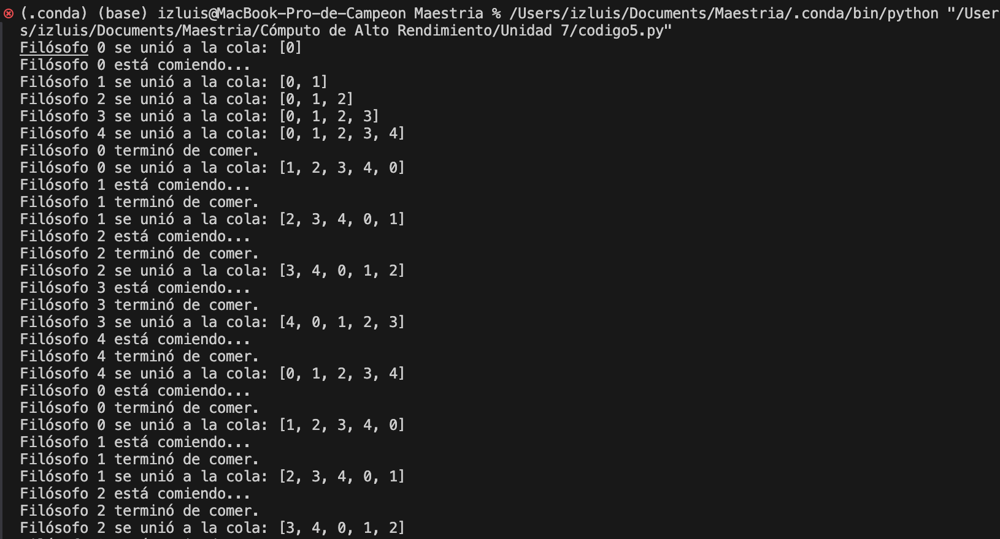 (.conda) (base) izluis@MacBook-Pro-de-Campeon Maestria % /Users/izluis/Documents/Maestria/.conda/bin/python "/User
s/izluis/Documents/Maestria/Cómputo de Alto Rendimiento/Unidad 7/codigo5.py"
Filósofo 0 se unió a la cola: [0]
Filósofo 0 está comiendo...
Filósofo 1 se unió a la cola: [0, 1]
Filósofo 2 se unió a la cola: [0, 1, 2]
Filósofo 3 se unió a la cola: [0, 1, 2, 3]
Filósofo 4 se unió a la cola: [0, 1, 2, 3, 4]
Filósofo 0 terminó de comer.
Filósofo 0 se unió a la cola: [1, 2, 3, 4, 0]
Filósofo 1 está comiendo...
Filósofo 1 terminó de comer.
Filósofo 1 se unió a la cola: [2, 3, 4, 0, 1]
Filósofo 2 está comiendo...
Filósofo 2 terminó de comer.
Filósofo 2 se unió a la cola: [3, 4, 0, 1, 2]
Filósofo 3 está comiendo...
Filósofo 3 terminó de comer.
Filósofo 3 se unió a la cola: [4, 0, 1, 2, 3]
Filósofo 4 está comiendo...
Filósofo 4 terminó de comer.
Filósofo 4 se unió a la cola: [0, 1, 2, 3, 4]
Filósofo 0 está comiendo...
Filósofo 0 terminó de comer.
Filósofo 0 se unió a la cola: [1, 2, 3, 4, 0]
Filósofo 1 está comiendo...
Filósofo 1 terminó de comer.
Filósofo 1 se unió a la cola: [2, 3, 4, 0, 1]
Filósofo 2 está comiendo...
Filósofo 2 terminó de comer.
Filósofo 2 se unió a la cola: [3, 4, 0, 1, 2]